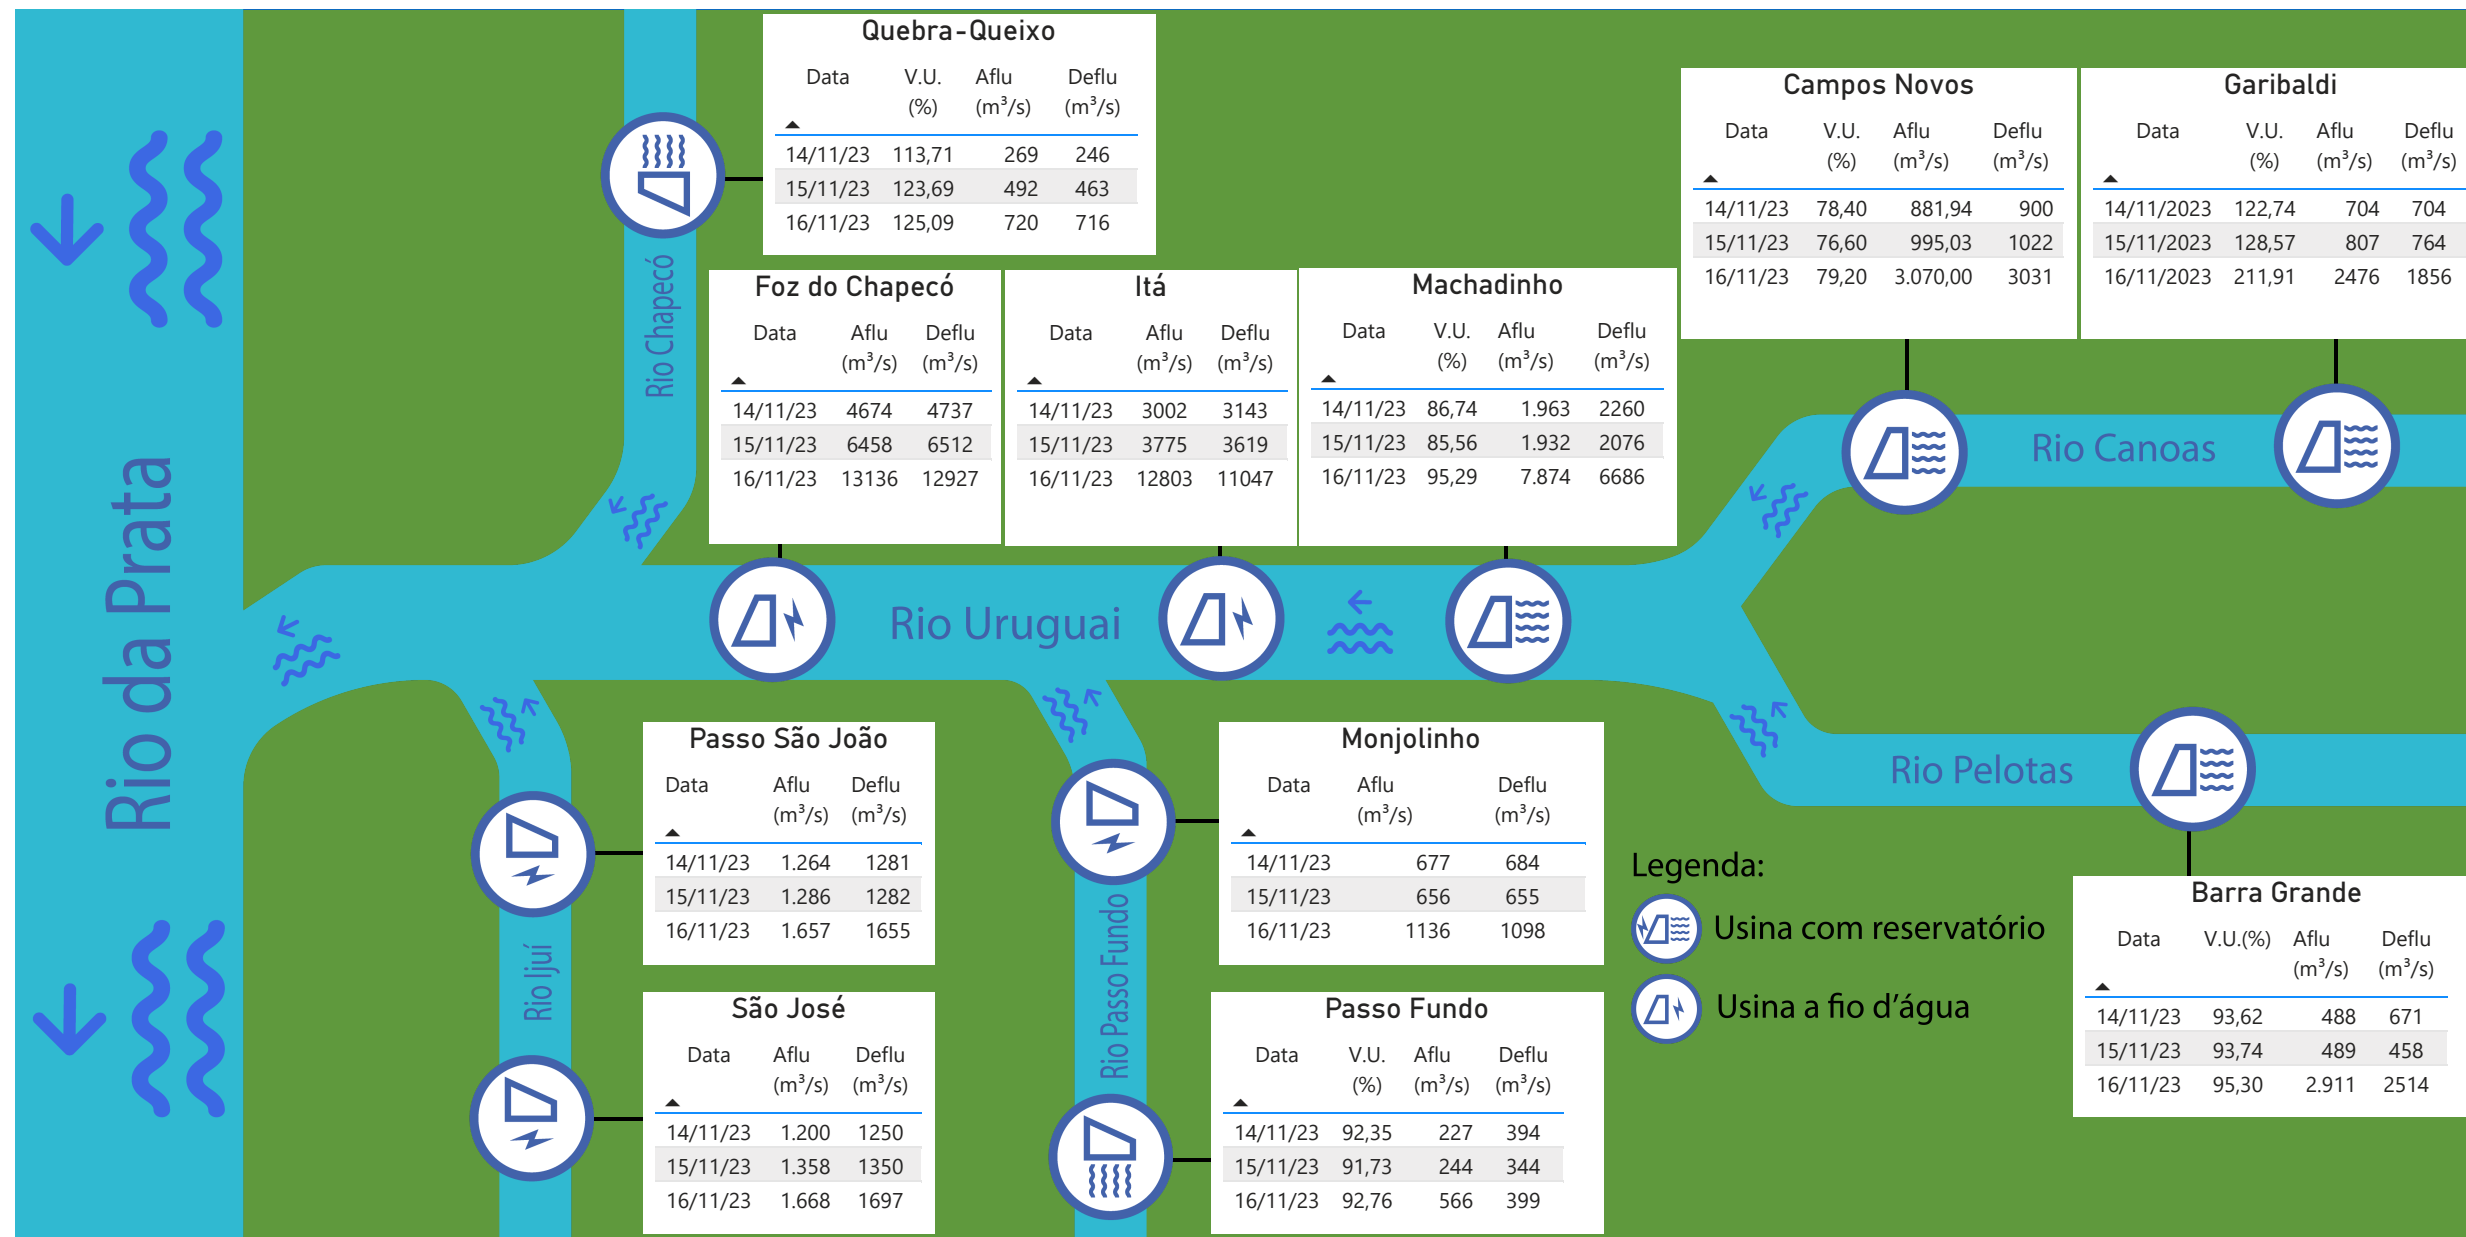 Quebra-Queixo
Data V.U. (%) Aflu (m³/s) Deflu (m³/s)
14/11/23 113,71 269 246
15/11/23 123,69 492 463
16/11/23 125,09 720 716
Campos Novos
Data V.U. (%) Aflu (m³/s) Deflu (m³/s)
14/11/23 78,40 881,94 900
15/11/23 76,60 995,03 1022
16/11/23 79,20 3.070,00 3031
Garibaldi
Data V.U. (%) Aflu (m³/s) Deflu (m³/s)
14/11/2023 122,74 704 704
15/11/2023 128,57 807 764
16/11/2023 211,91 2476 1856
Foz do Chapecó
Data Aflu (m³/s) Deflu (m³/s)
14/11/23 4674 4737
15/11/23 6458 6512
16/11/23 13136 12927
Itá
Data Aflu (m³/s) Deflu (m³/s)
14/11/23 3002 3143
15/11/23 3775 3619
16/11/23 12803 11047
Machadinho
Data V.U. (%) Aflu (m³/s) Deflu (m³/s)
14/11/23 86,74 1.963 2260
15/11/23 85,56 1.932 2076
16/11/23 95,29 7.874 6686
Rio Chapecó
Rio Canoas
Rio da Prata
Rio Uruguai
Rio Pelotas
Passo São João
Data Aflu (m³/s) Deflu (m³/s)
14/11/23 1.264 1281
15/11/23 1.286 1282
16/11/23 1.657 1655
Monjolinho
Data Aflu (m³/s) Deflu (m³/s)
14/11/23 677 684
15/11/23 656 655
16/11/23 1136 1098
Legenda:
Usina com reservatório
Usina a fio d'água
Barra Grande
Data V.U.(%) Aflu (m³/s) Deflu (m³/s)
14/11/23 93,62 488 671
15/11/23 93,74 489 458
16/11/23 95,30 2.911 2514
Rio Ijuí
Rio Passo Fundo
São José
Data Aflu (m³/s) Deflu (m³/s)
14/11/23 1.200 1250
15/11/23 1.358 1350
16/11/23 1.668 1697
Passo Fundo
Data V.U. (%) Aflu (m³/s) Deflu (m³/s)
14/11/23 92,35 227 394
15/11/23 91,73 244 344
16/11/23 92,76 566 399